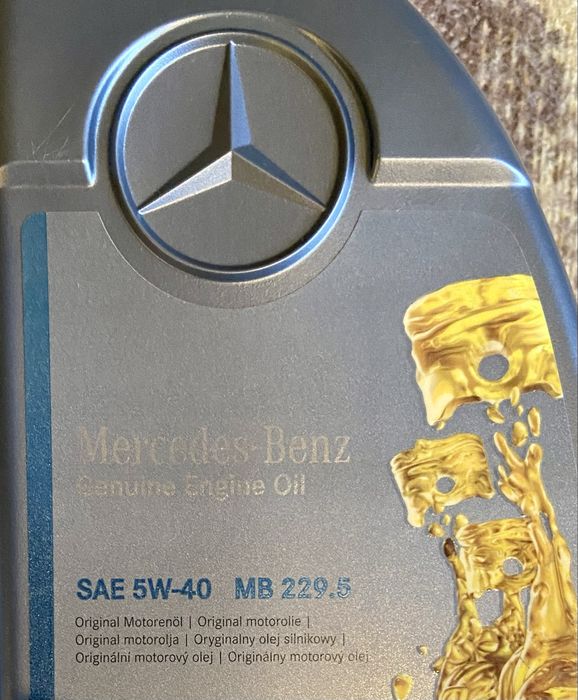 Mercedes-Benz
Genuine Engine Oil
SAE 5W-40 MB 229.5
Original Motorenöl | Original motorolie |
Original motorolja | Oryginalny olej silnikowy |
Originální motorový olej | Originálny motorový olej